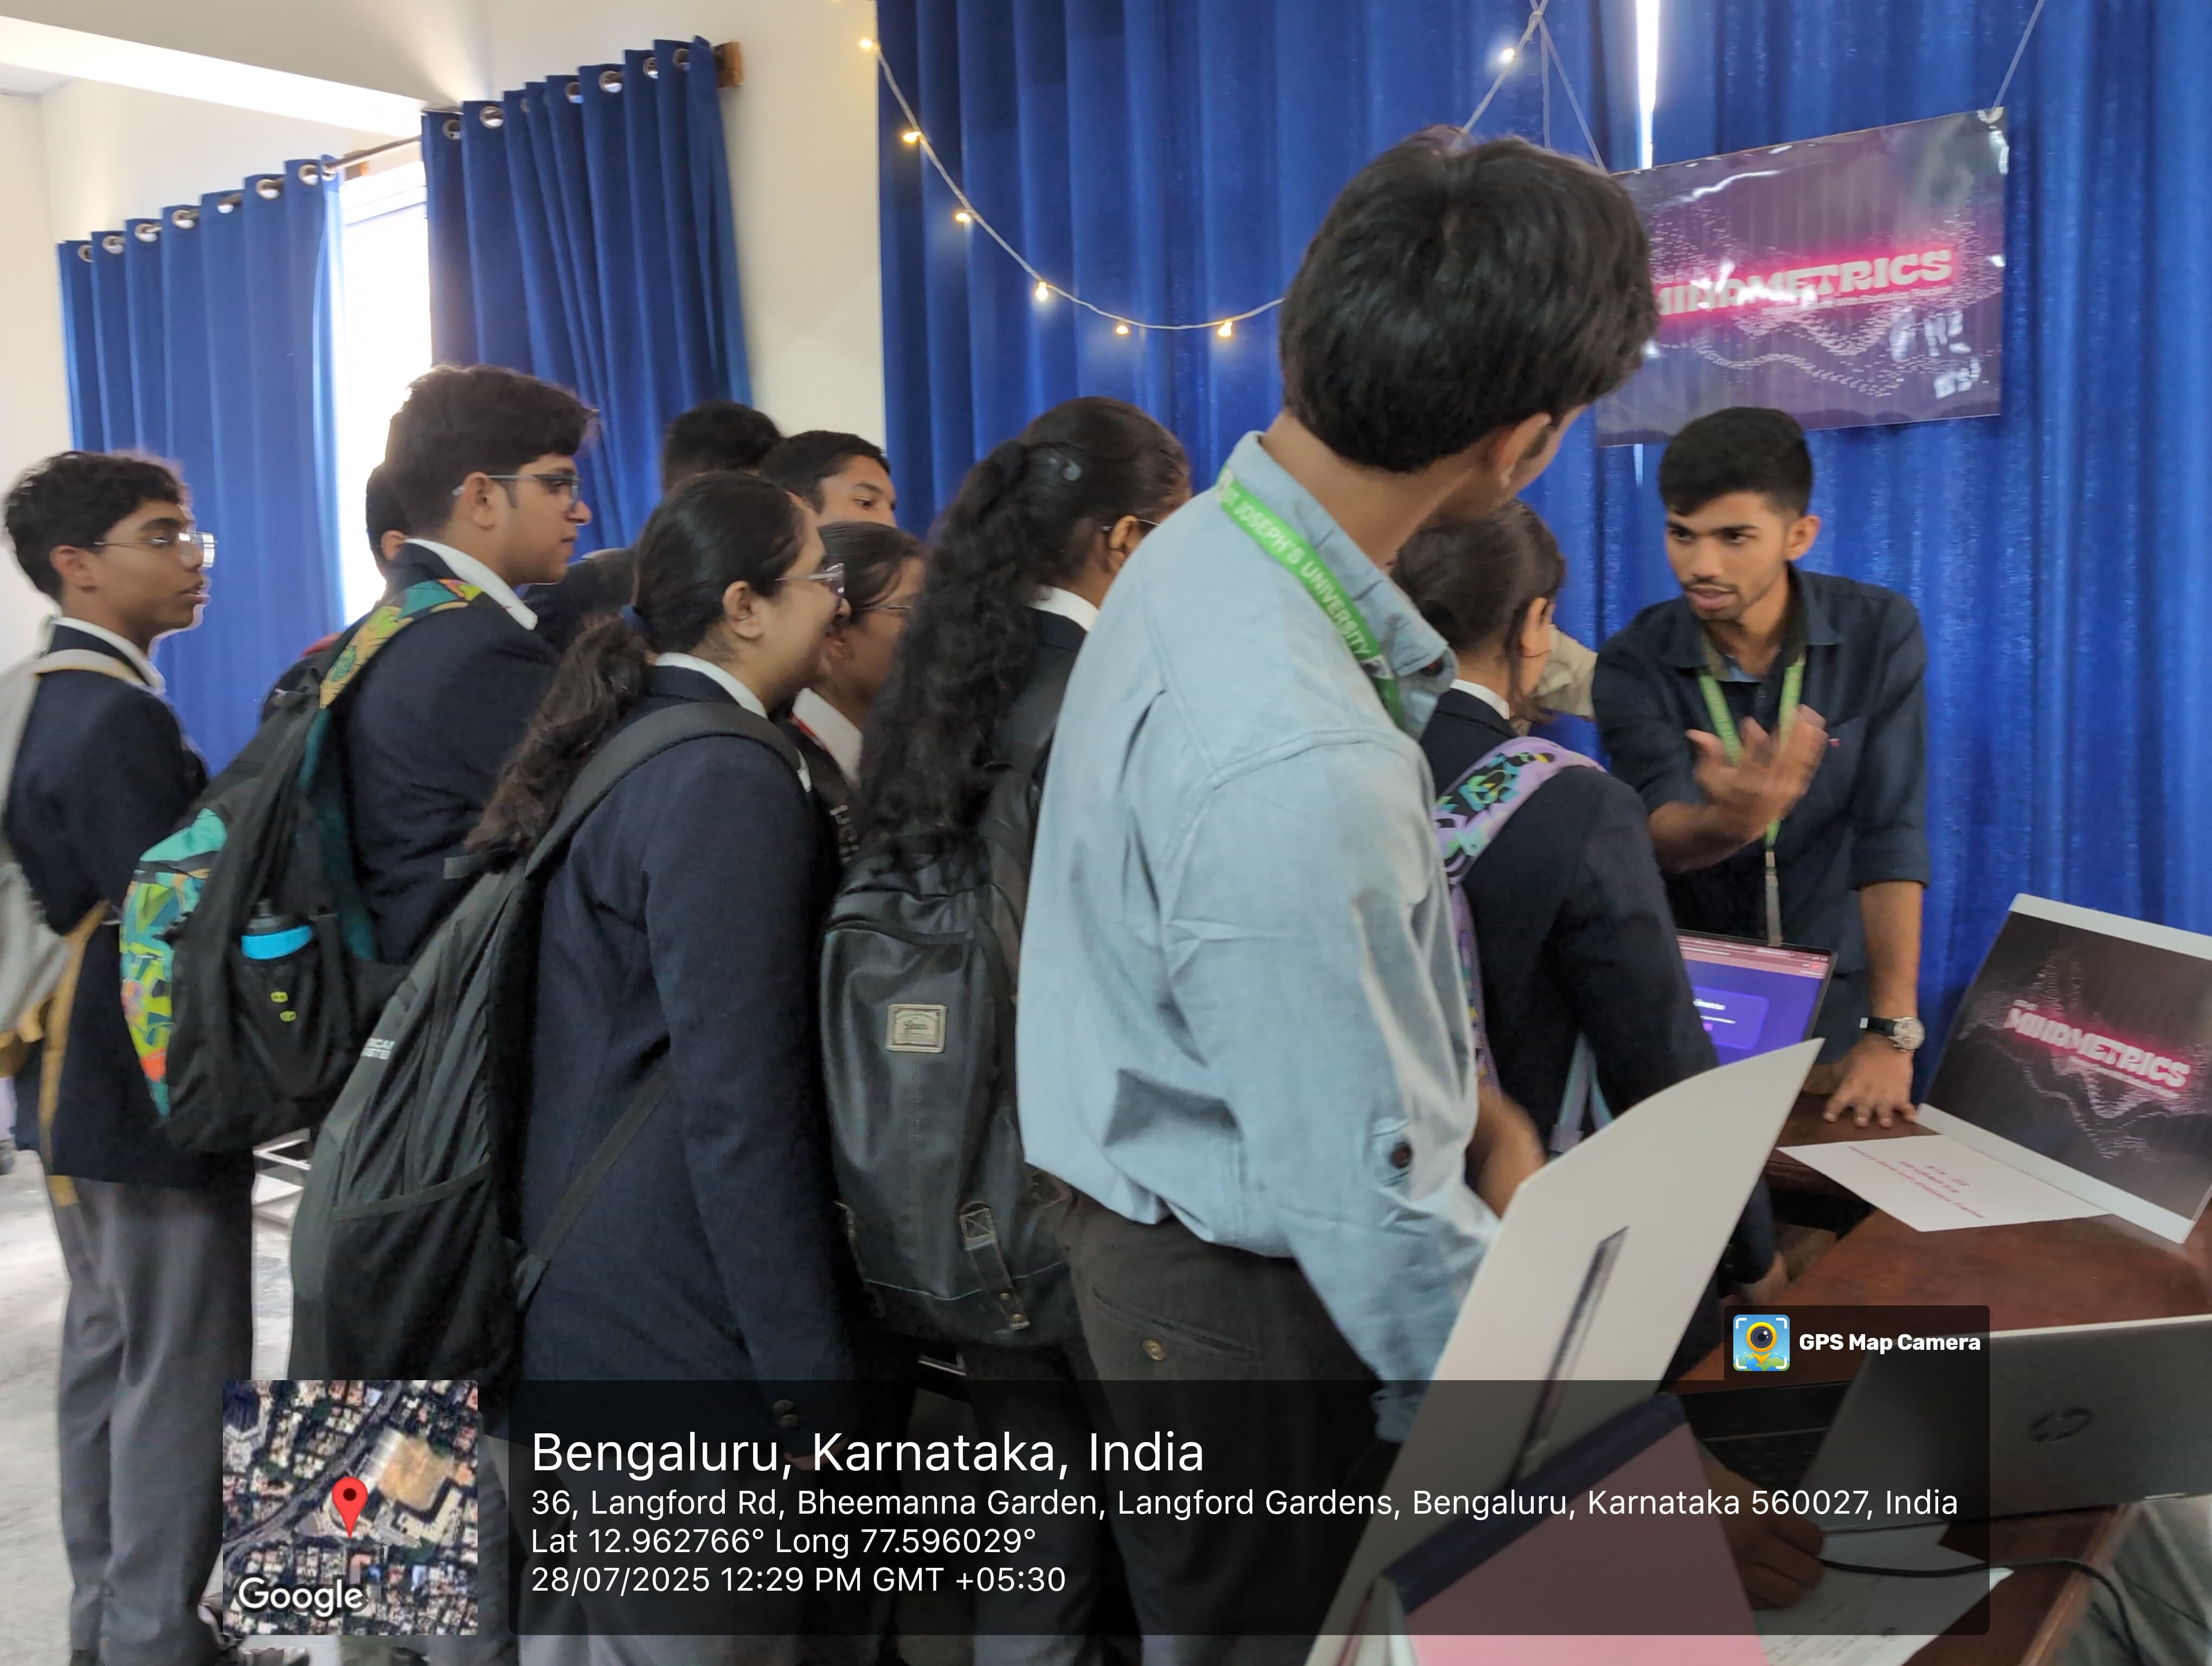 MINDMETRICS
ST JOSEPH'S UNIVERSITY
MINDMETRICS
hp
GPS Map Camera
Google
Bengaluru, Karnataka, India
36, Langford Rd, Bheemanna Garden, Langford Gardens, Bengaluru, Karnataka 560027, India
Lat 12.962766° Long 77.596029°
28/07/2025 12:29 PM GMT +05:30